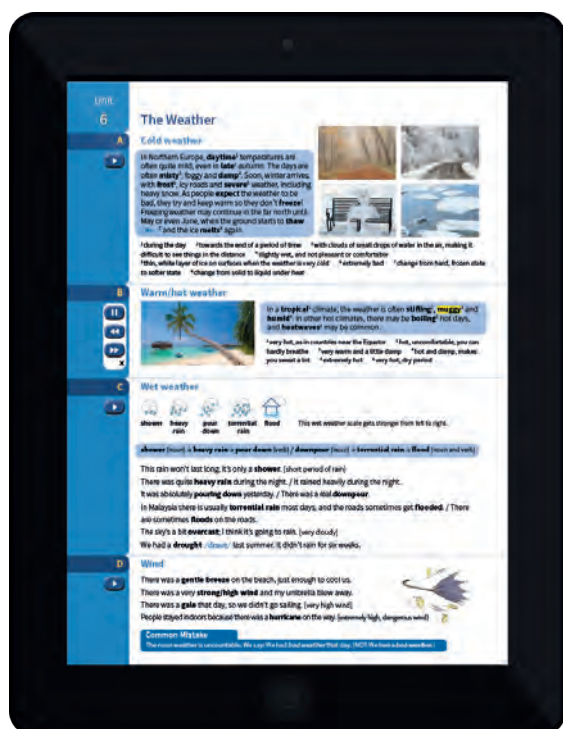 Unit
6
The Weather
A
Cold weather
In Northern Europe, daytime¹ temperatures are
often quite mild, even in late² autumn. The days are
often misty³, foggy and damp⁴. Soon, winter arrives,
with frost⁵, icy roads and severe⁶ weather, including
heavy snow. As people expect the weather to be
bad, they try and keep warm so they don't freeze!
Freezing weather may continue in the far north until
May or even June, when the ground starts to thaw
⁷ and the ice melts⁸ again.
¹during the day ²towards the end of a period of time ³with clouds of small drops of water in the air, making it
difficult to see things in the distance ⁴slightly wet, and not pleasant or comfortable
⁵thin, white layer of ice on surfaces when the weather is very cold ⁶extremely bad ⁷change from hard, frozen state
to softer state ⁸change from solid to liquid under heat
B
Warm/hot weather
In a tropical¹ climate, the weather is often stifling², muggy³ and
humid⁴. In other hot climates, there may be boiling⁵ hot days,
and heatwaves⁶ may be common.
¹very hot, as in countries near the Equator ²hot, uncomfortable, you can
hardly breathe ³very warm and a little damp ⁴hot and damp, makes
you sweat a lot ⁵extremely hot ⁶very hot, dry period
x
C
Wet weather
shower heavy rain pour down torrential rain flood This wet weather scale gets stronger from left to right.
shower (noun) > heavy rain > pour down (verb) / downpour (noun) > torrential rain > flood (noun and verb)
This rain won't last long; it's only a shower. [short period of rain]
There was quite heavy rain during the night. / It rained heavily during the night.
It was absolutely pouring down yesterday. / There was a real downpour.
In Malaysia there is usually torrential rain most days, and the roads sometimes get flooded. / There
are sometimes floods on the roads.
The sky's a bit overcast; I think it's going to rain. [very cloudy]
We had a drought /draʊt/ last summer. It didn't rain for six weeks.
D
Wind
There was a gentle breeze on the beach, just enough to cool us.
There was a very strong/high wind and my umbrella blew away.
There was a gale that day, so we didn't go sailing. [very high wind]
People stayed indoors because there was a hurricane on the way. [extremely high, dangerous wind]
Common Mistake
The noun weather is uncountable. We say: We had bad weather that day. (NOT We had a bad weather.)